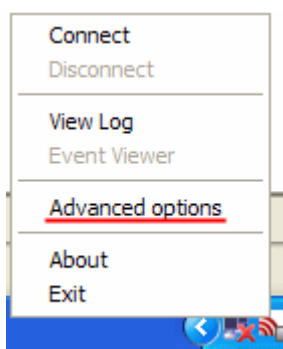 Connect
Disconnect
View Log
Event Viewer
Advanced options
About
Exit